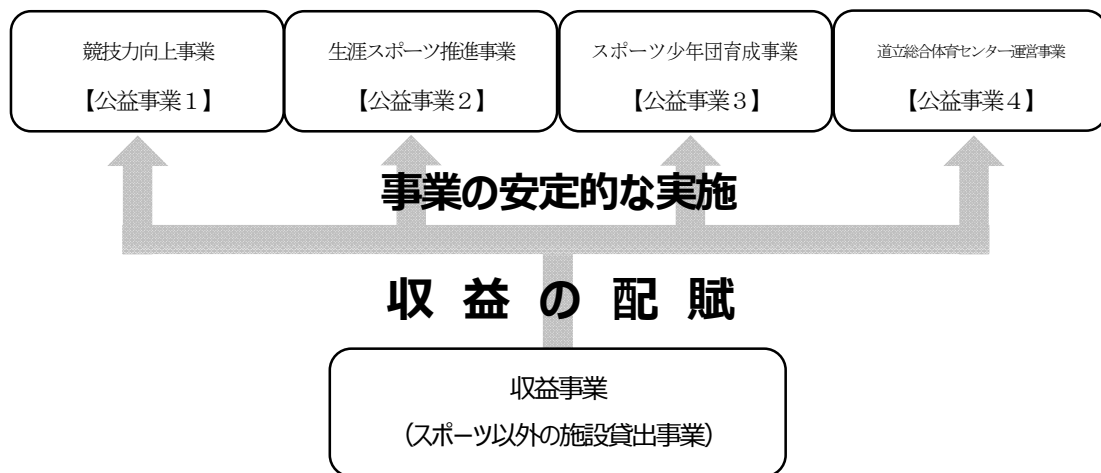 競技力向上事業
【公益事業１】
生涯スポーツ推進事業
【公益事業２】
スポーツ少年団育成事業
【公益事業３】
道立総合体育センター運営事業
【公益事業４】
事業の安定的な実施
収益の配賦
収益事業
（スポーツ以外の施設貸出事業）